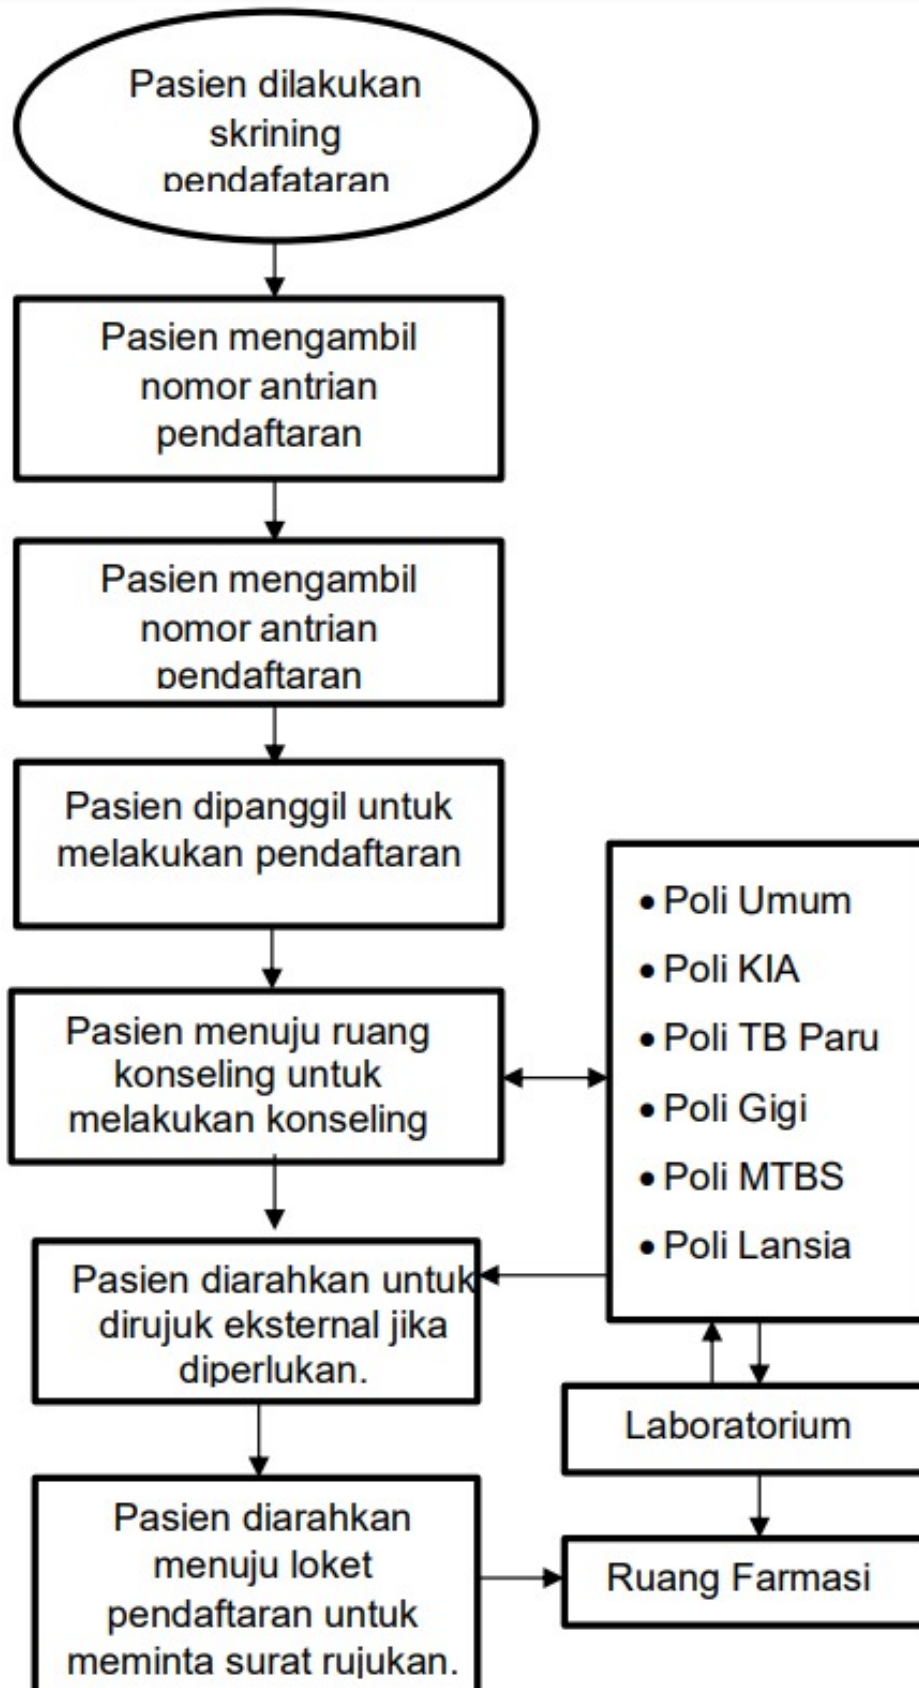 Pasien dilakukan
skrining
pendafataran
Pasien mengambil
nomor antrian
pendaftaran
Pasien mengambil
nomor antrian
pendaftaran
Pasien dipanggil untuk
melakukan pendaftaran
Pasien menuju ruang
konseling untuk
melakukan konseling
• Poli Umum
• Poli KIA
• Poli TB Paru
• Poli Gigi
• Poli MTBS
• Poli Lansia
Pasien diarahkan untuk
dirujuk eksternal jika
diperlukan.
Laboratorium
Pasien diarahkan
menuju loket
pendaftaran untuk
meminta surat rujukan.
Ruang Farmasi